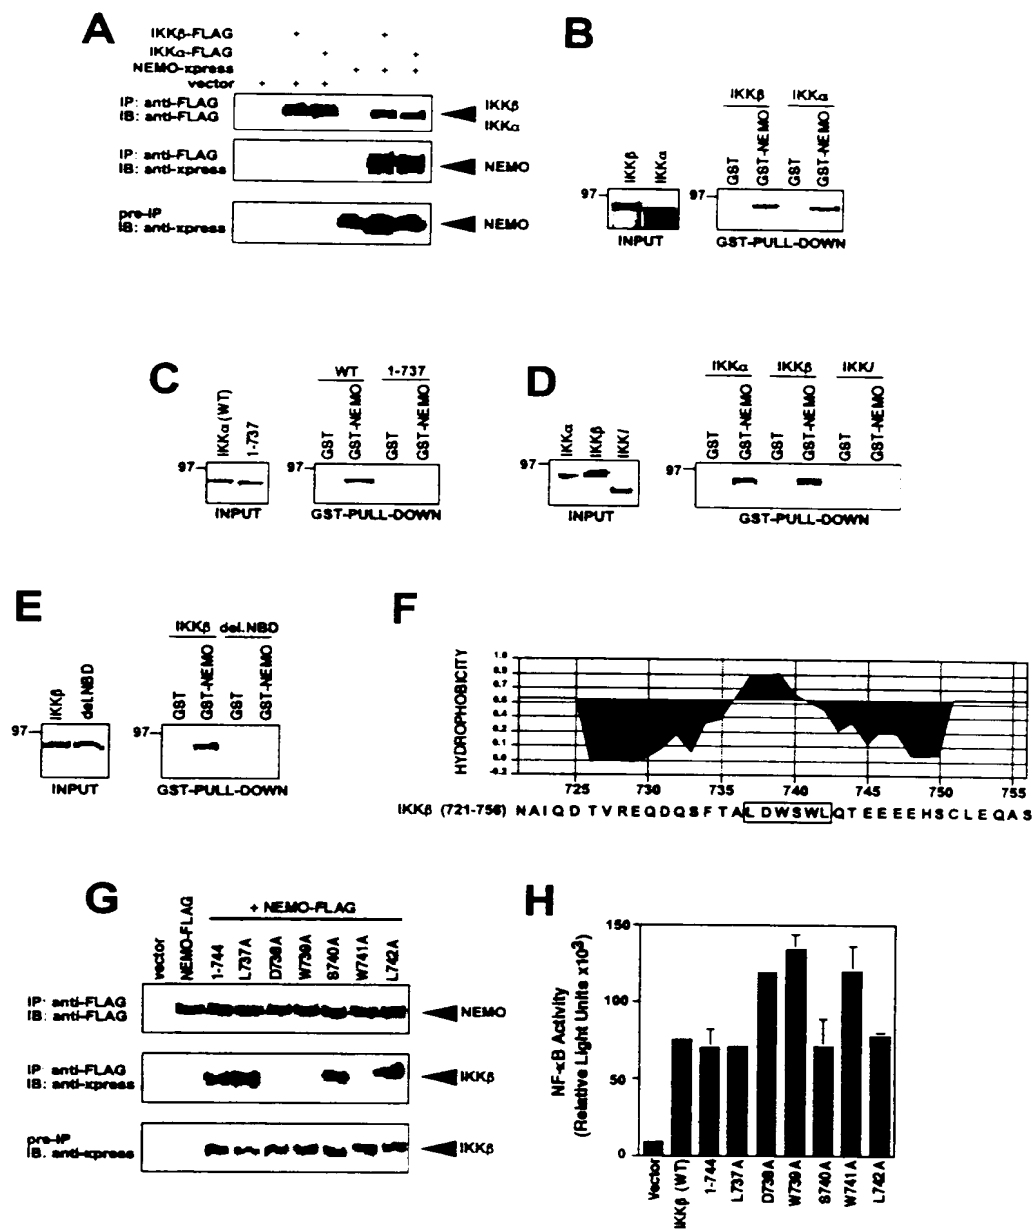 A
IKKβ-FLAG + +
IKKα-FLAG + +
NEMO-xpress + + +
vector + + +
IP: anti-FLAG
IB: anti-FLAG
IKKβ
IKKα
IP: anti-FLAG
IB: anti-xpress
NEMO
pre-IP
IB: anti-xpress
NEMO
B
IKKβ IKKα
97
INPUT
IKKβ IKKα
GST GST-NEMO GST GST-NEMO
97
GST-PULL-DOWN
C
IKKα (WT) 1-737
97
INPUT
WT 1-737
GST GST-NEMO GST GST-NEMO
97
GST-PULL-DOWN
D
IKKα IKKβ IKKi
97
INPUT
IKKα IKKβ IKKi
GST GST-NEMO GST GST-NEMO GST GST-NEMO
97
GST-PULL-DOWN
E
IKKβ del.NBD
97
INPUT
IKKβ del.NBD
GST GST-NEMO GST GST-NEMO
97
GST-PULL-DOWN
F
HYDROPHOBICITY
725 730 735 740 745 750 755
IKKβ (721-756) NAIQDTVREQDQSFTALDWSWLQTEEEEHSCLEQAS
G
+ NEMO-FLAG
vector NEMO-FLAG 1-744 L737A D738A W739A S740A W741A L742A
IP: anti-FLAG
IB: anti-FLAG
NEMO
IP: anti-FLAG
IB: anti-xpress
IKKβ
pre-IP
IB: anti-xpress
IKKβ
H
NF-κB Activity
(Relative Light Units x10³)
150
100
50
0
Vector IKKβ (WT) 1-744 L737A D738A W739A S740A W741A L742A